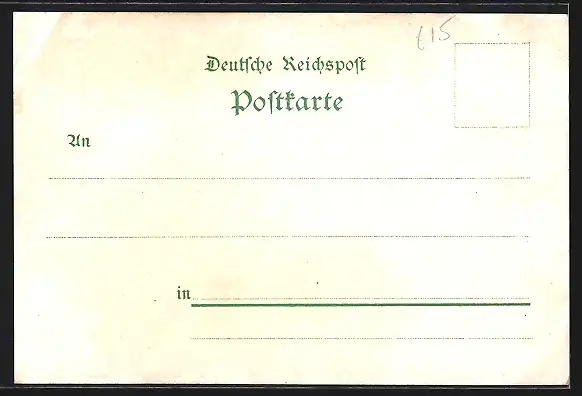 £15
Deutſche Reichspoſt
Poſtkarte
An
in